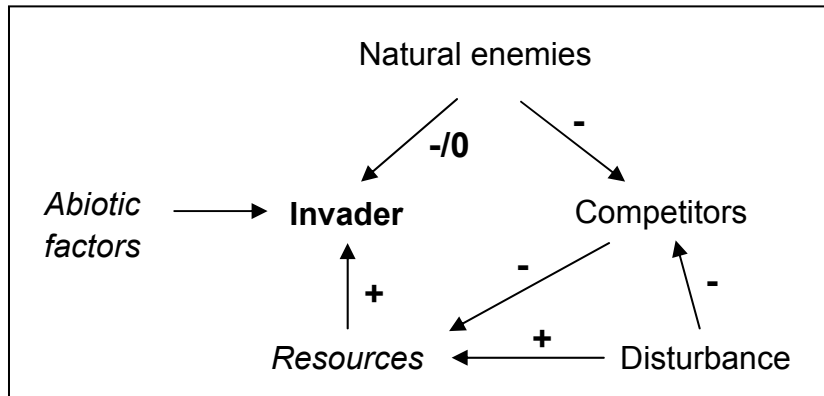 Natural enemies
-/0
-
Abiotic
factors
Invader
Competitors
+
-
-
Resources
+
Disturbance